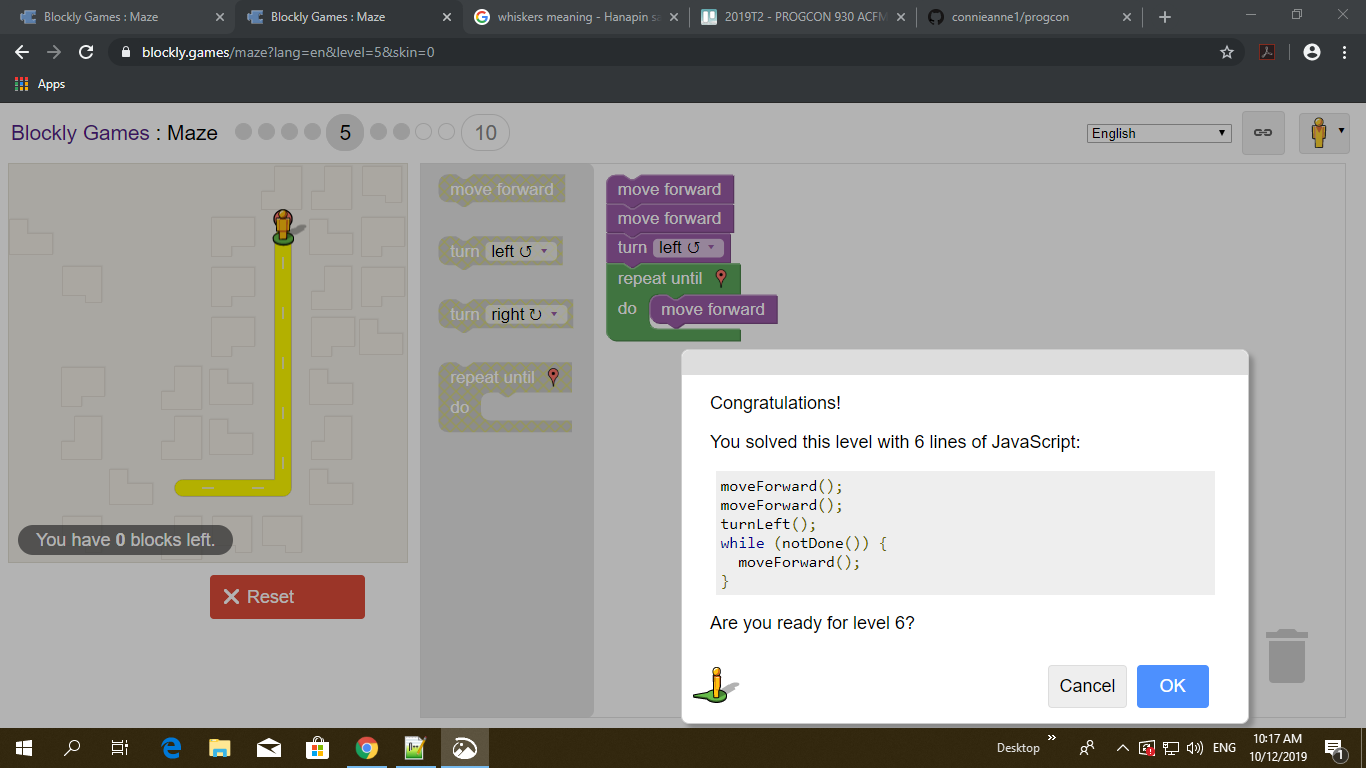 Blockly Games : Maze
Blockly Games : Maze
whiskers meaning - Hanapin sa
2019T2 - PROGCON 930 ACFM
connieanne1/progcon
blockly.games/maze?lang=en&level=5&skin=0
Apps
Blockly Games : Maze
5
10
English
move forward
turn left
turn right
repeat until
do
move forward
move forward
turn left
repeat until
do move forward
You have 0 blocks left.
Reset
Congratulations!
You solved this level with 6 lines of JavaScript:
moveForward();
moveForward();
turnLeft();
while (notDone()) {
  moveForward();
}
Are you ready for level 6?
Cancel
OK
Desktop
ENG
10:17 AM
10/12/2019
1